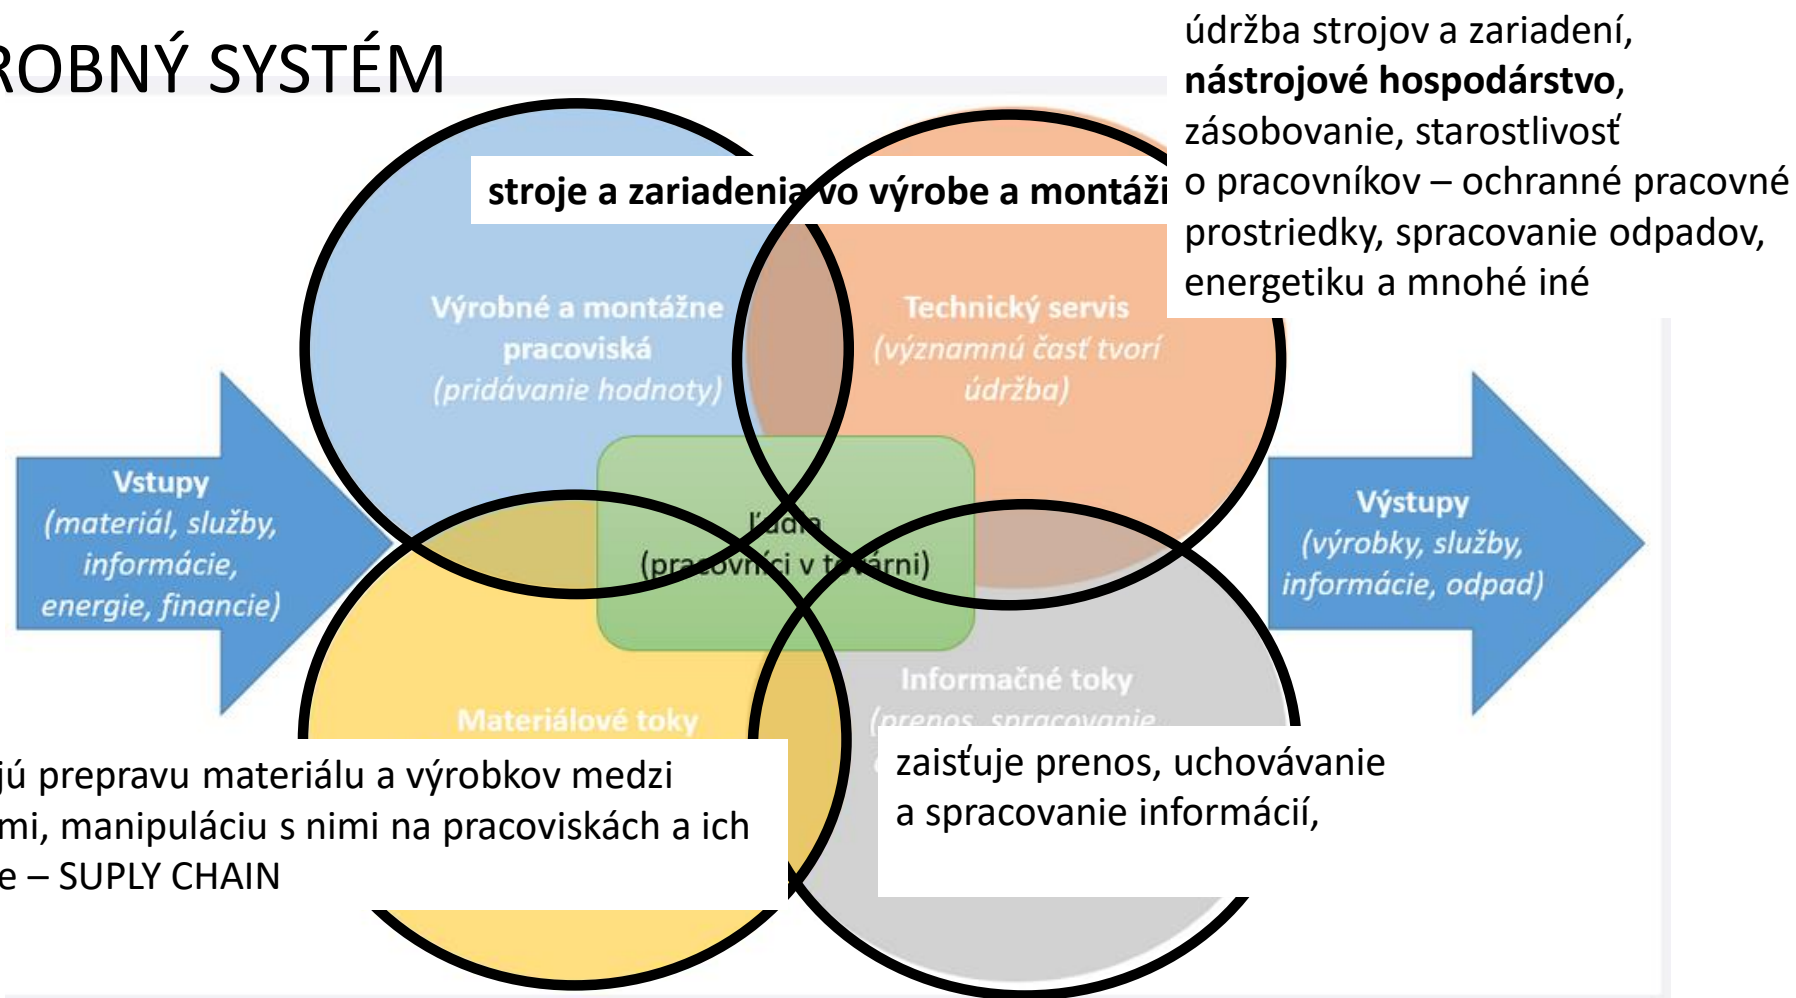 ROBNÝ SYSTÉM
údržba strojov a zariadení,
nástrojové hospodárstvo,
zásobovanie, starostlivosť
o pracovníkov – ochranné pracovné
prostriedky, spracovanie odpadov,
energetiku a mnohé iné
stroje a zariadenia vo výrobe a montáži
Výrobné a montážne
pracoviská
(pridávanie hodnoty)
Technický servis
(významnú časť tvorí
údržba)
Vstupy
(materiál, služby,
informácie,
energie, financie)
Ľudia
(pracovníci v továrni)
Výstupy
(výrobky, služby,
informácie, odpad)
Materiálové toky
Informačné toky
(prenos, spracovanie
jú prepravu materiálu a výrobkov medzi
mi, manipuláciu s nimi na pracoviskách a ich
e – SUPLY CHAIN
zaisťuje prenos, uchovávanie
a spracovanie informácií,